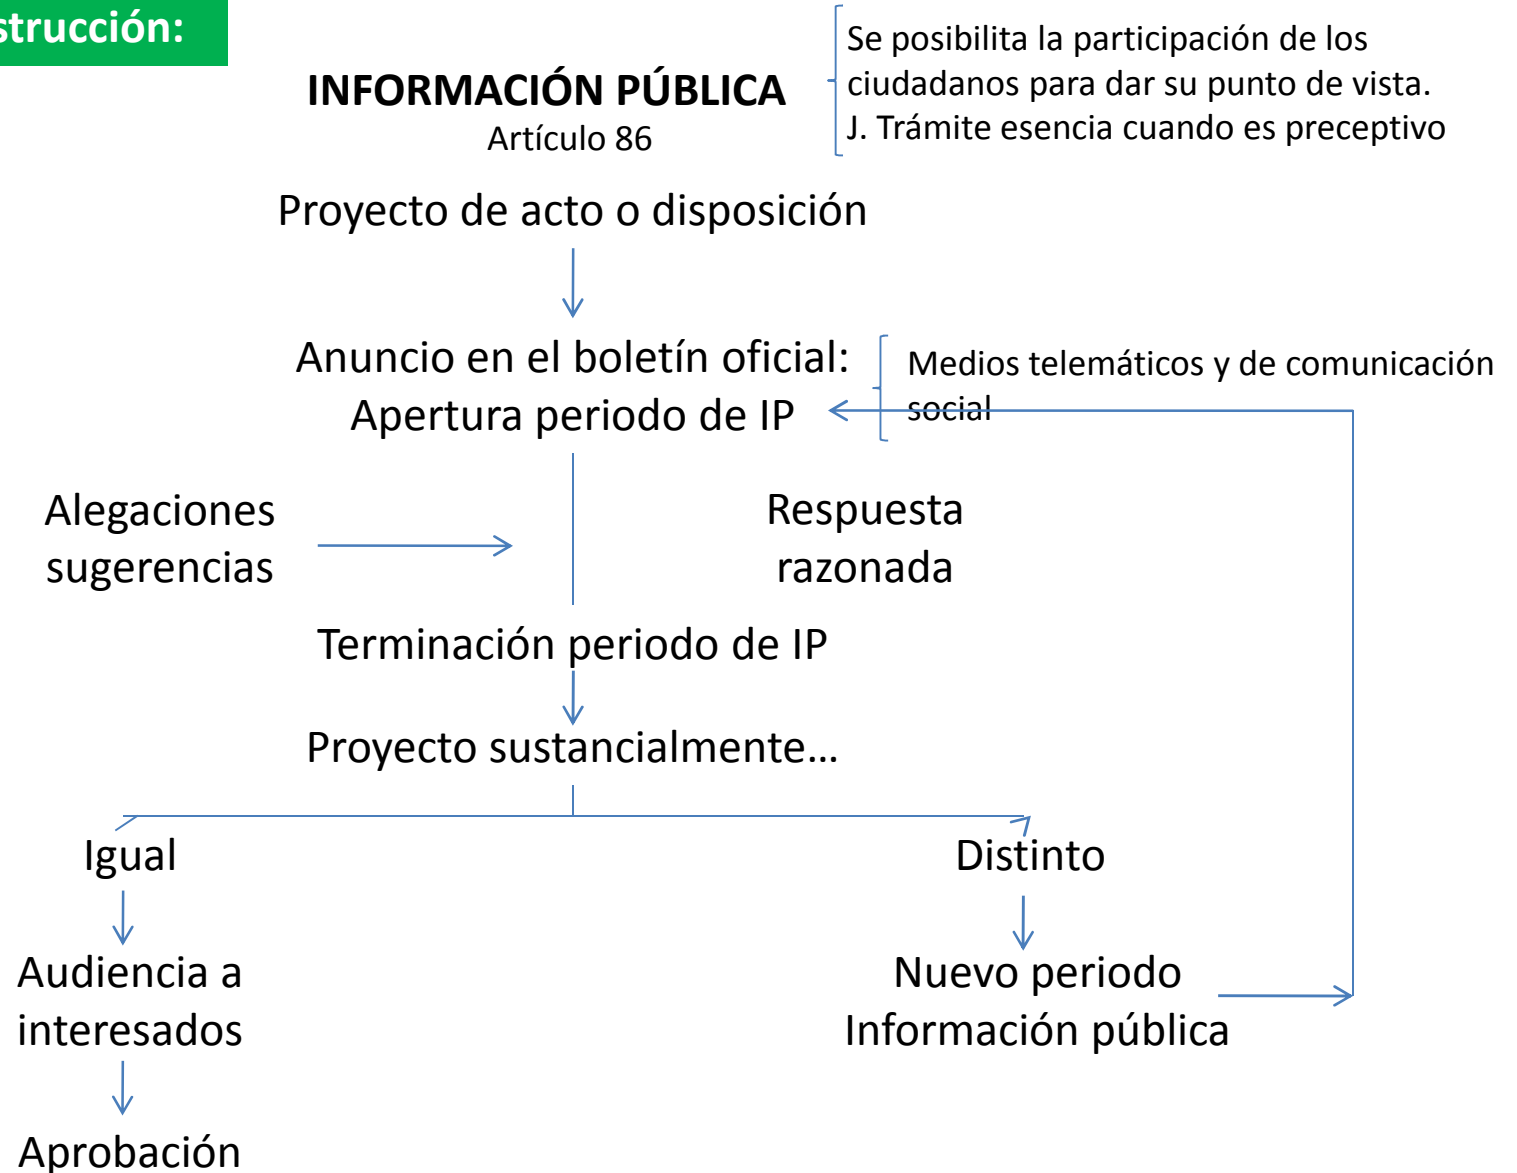 strucción:
INFORMACIÓN PÚBLICA
Artículo 86
Se posibilita la participación de los
ciudadanos para dar su punto de vista.
J. Trámite esencia cuando es preceptivo
Proyecto de acto o disposición
Anuncio en el boletín oficial:
Apertura periodo de IP
Medios telemáticos y de comunicación
social
Alegaciones
sugerencias
Respuesta
razonada
Terminación periodo de IP
Proyecto sustancialmente...
Igual
Distinto
Audiencia a
interesados
Nuevo periodo
Información pública
Aprobación